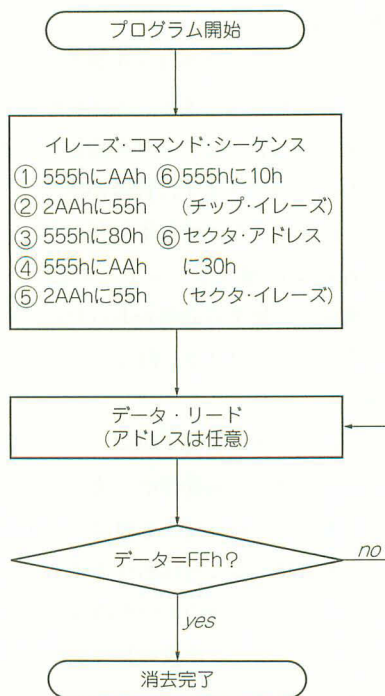 プログラム開始
イレーズ・コマンド・シーケンス
① 555hにAAh
② 2AAhに55h
③ 555hに80h
④ 555hにAAh
⑤ 2AAhに55h
⑥ 555hに10h
(チップ・イレーズ)
⑥ セクタ・アドレス
に30h
(セクタ・イレーズ)
データ・リード
(アドレスは任意)
データ=FFh?
no
yes
消去完了